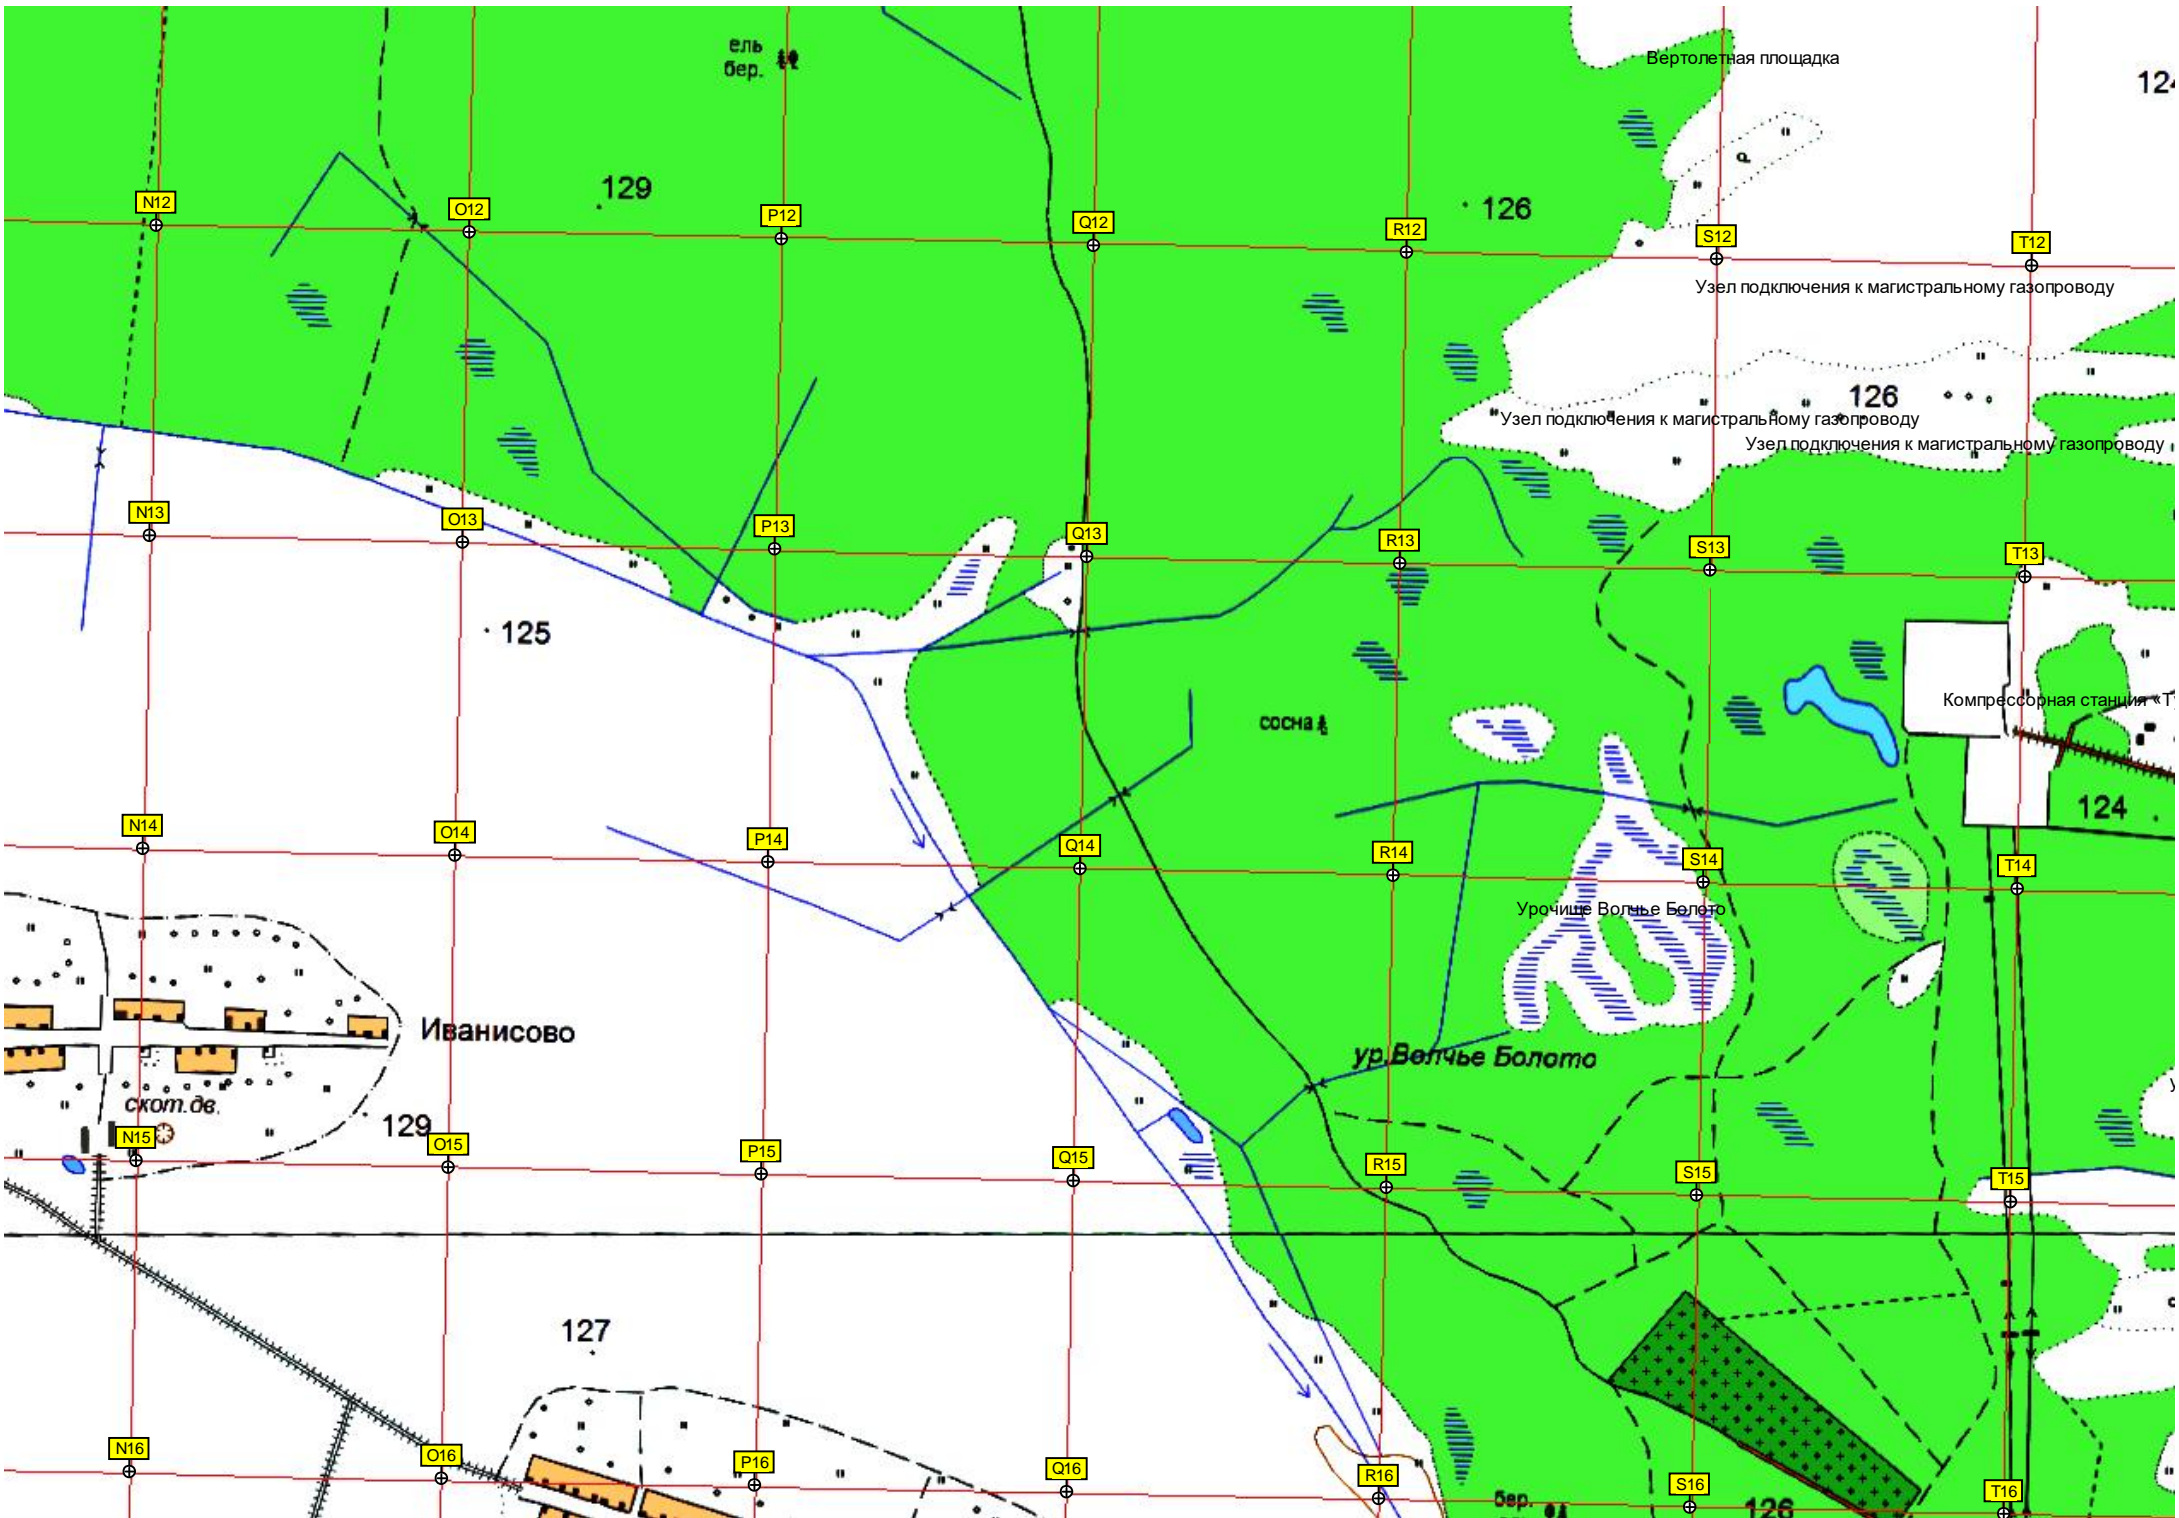 ель
бер.
Вертолетная площадка
129
126
N12
O12
P12
Q12
R12
S12
T12
Узел подключения к магистральному газопроводу
126
Узел подключения к магистральному газопроводу
Узел подключения к магистральному газопроводу
N13
O13
P13
Q13
R13
S13
T13
125
Компрессорная станция
сосна
124
N14
O14
P14
Q14
R14
S14
T14
Урочище Волчье Болото
Иванисово
ур.Волчье Болото
скот.дв.
129
N15
O15
P15
Q15
R15
S15
T15
127
N16
O16
P16
Q16
R16
S16
T16
бер.
126